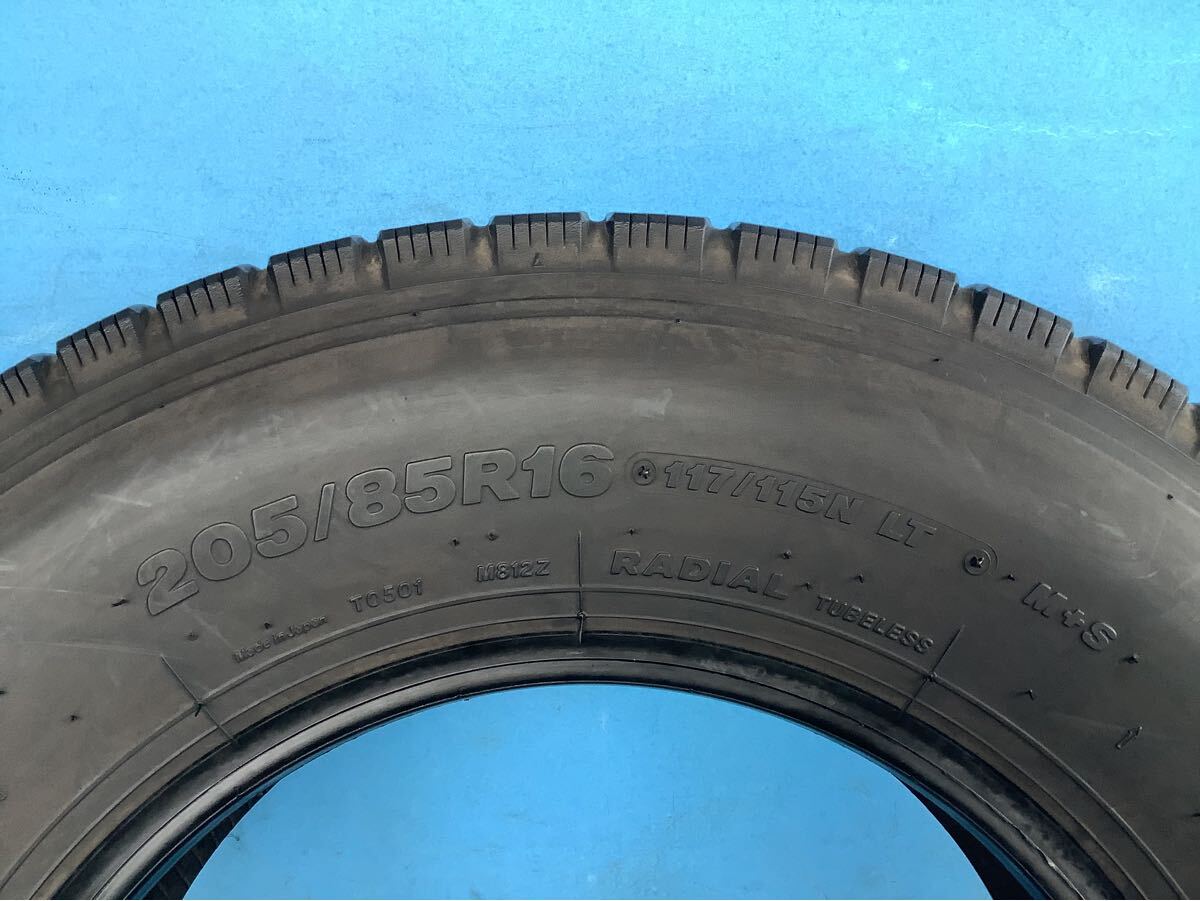 205/85R16 117/115N LT M+S
Made in Japan T0501 M812Z RADIAL TUBELESS